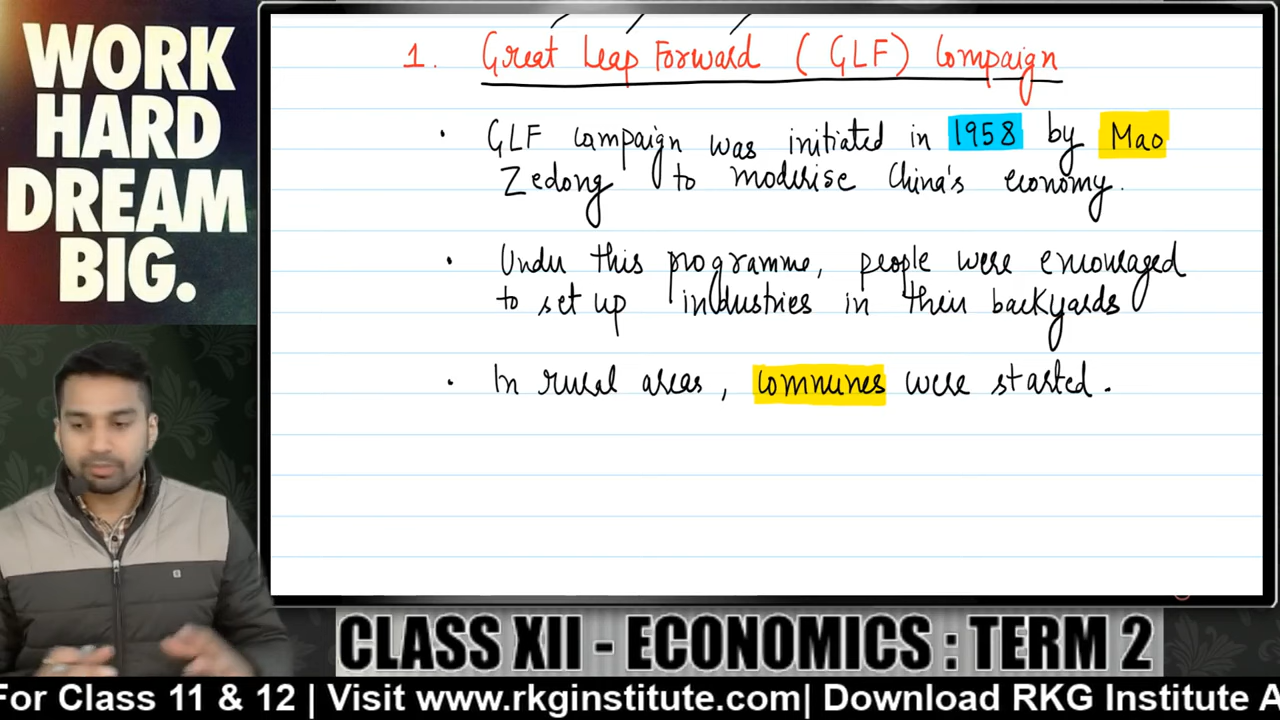 WORK
HARD
DREAM
BIG.
1. Great Leap Forward (GLF) Campaign
• GLF campaign was initiated in 1958 by Mao
Zedong to moderise China's economy.
• Under this programme, people were encouraged
to set up industries in their backyards
• In rural areas, communes were started.
CLASS XII - ECONOMICS : TERM 2
For Class 11 & 12 | Visit www.rkginstitute.com| Download RKG Institute A